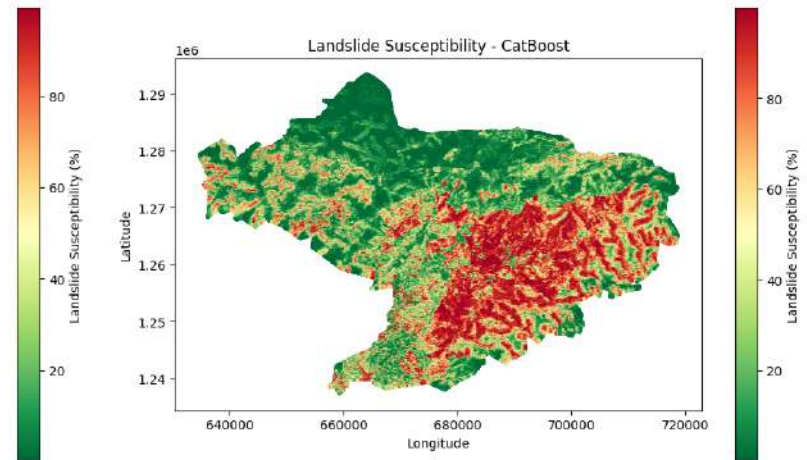 80
60
40
20
Landslide Susceptibility (%)
Landslide Susceptibility - CatBoost
1e6
1.29
1.28
1.27
1.26
1.25
1.24
Latitude
640000 660000 680000 700000 720000
Longitude
80
60
40
20
Landslide Susceptibility (%)